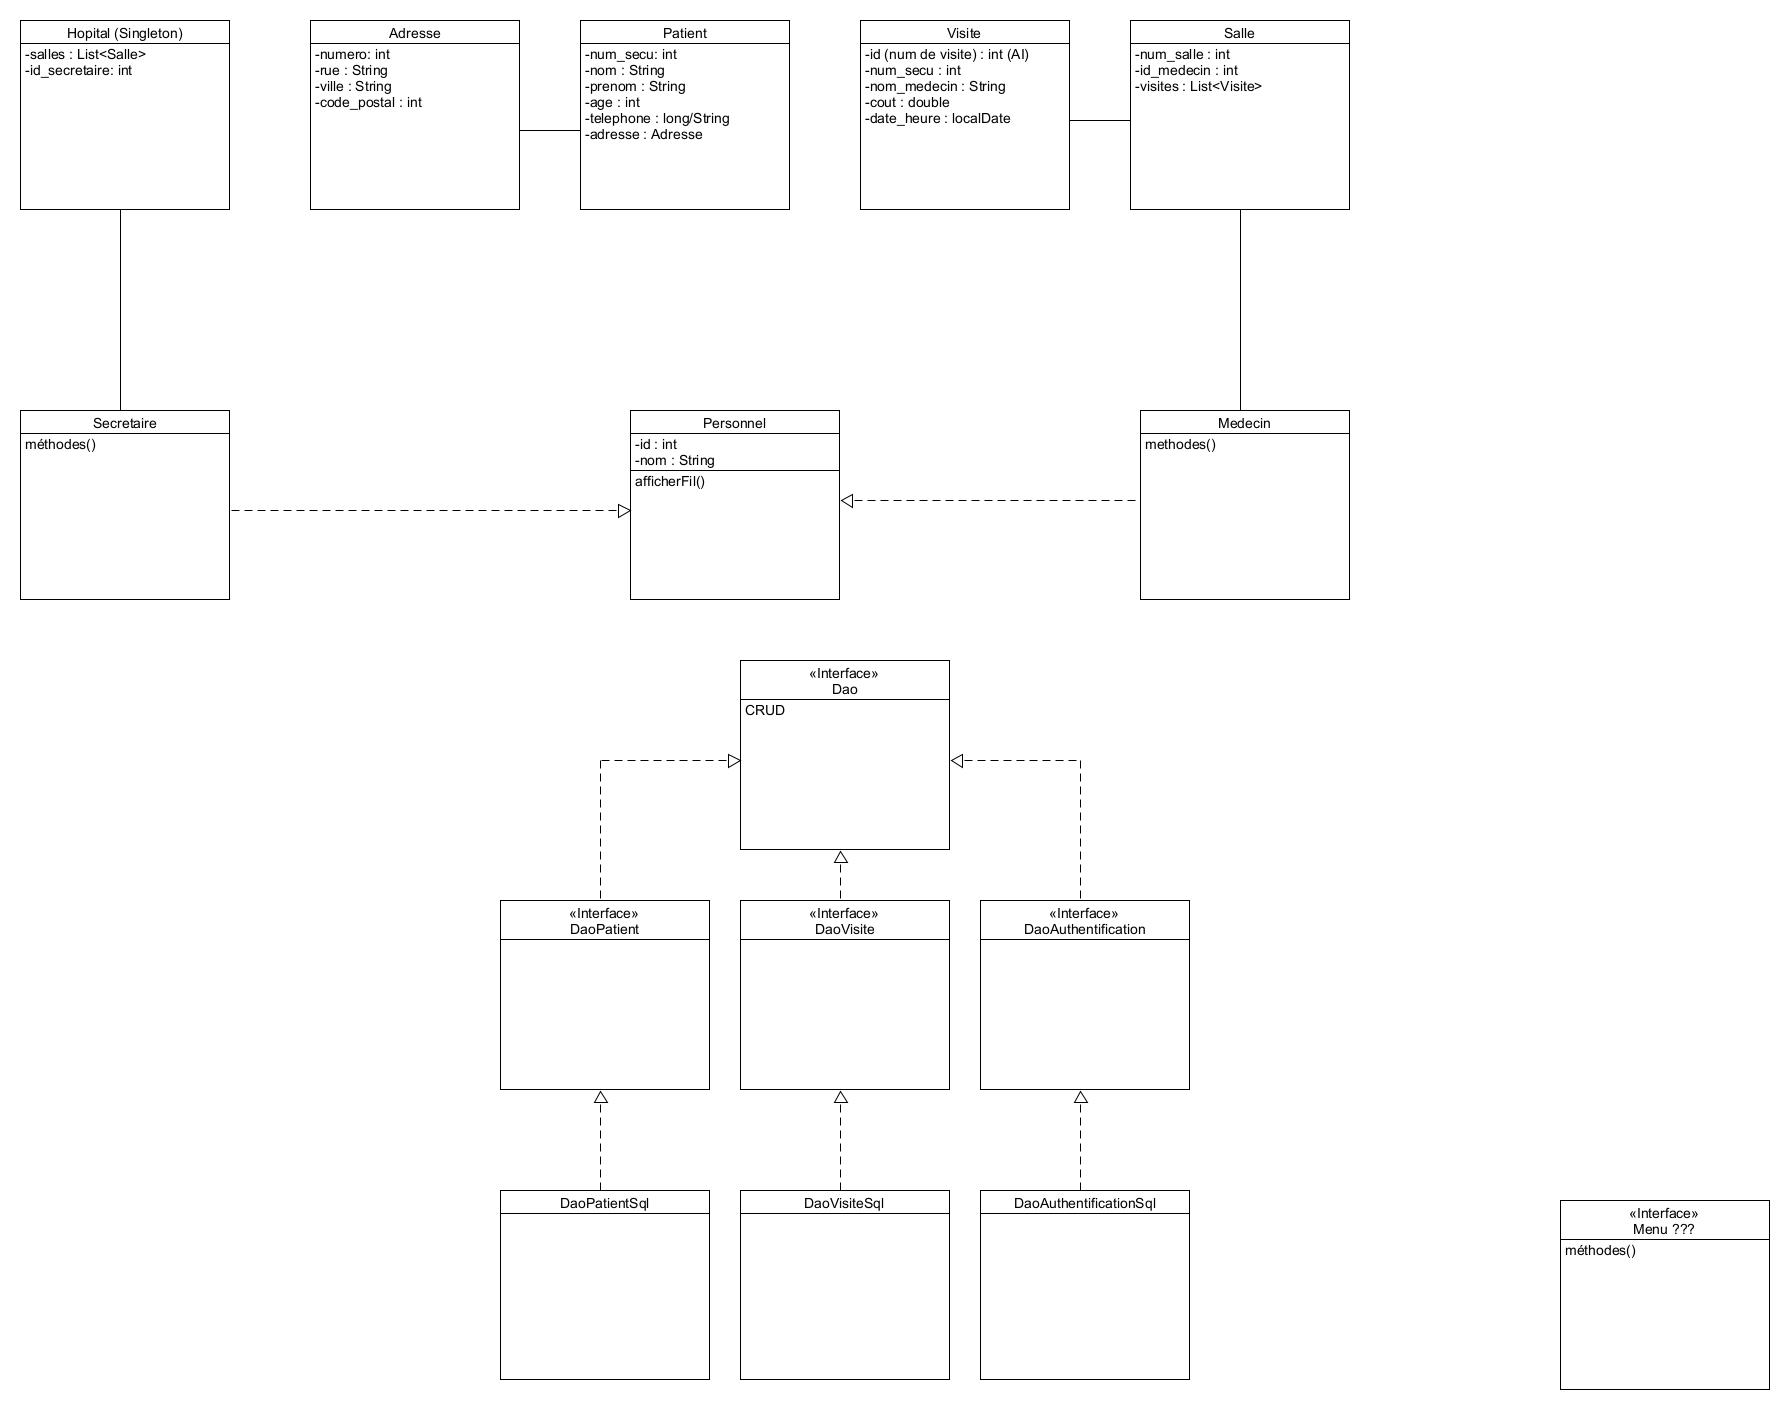 Hopital (Singleton)
-salles : List<Salle>
-id_secretaire: int
Adresse
-numero: int
-rue : String
-ville : String
-code_postal : int
Patient
-num_secu: int
-nom : String
-prenom : String
-age : int
-telephone : long/String
-adresse : Adresse
Visite
-id (num de visite) : int (AI)
-num_secu : int
-nom_medecin : String
-cout : double
-date_heure : localDate
Salle
-num_salle : int
-id_medecin : int
-visites : List<Visite>
Secretaire
méthodes()
Personnel
-id : int
-nom : String
afficherFil()
Medecin
methodes()
«Interface»
Dao
CRUD
«Interface»
DaoPatient
«Interface»
DaoVisite
«Interface»
DaoAuthentification
DaoPatientSql
DaoVisiteSql
DaoAuthentificationSql
«Interface»
Menu ???
méthodes()